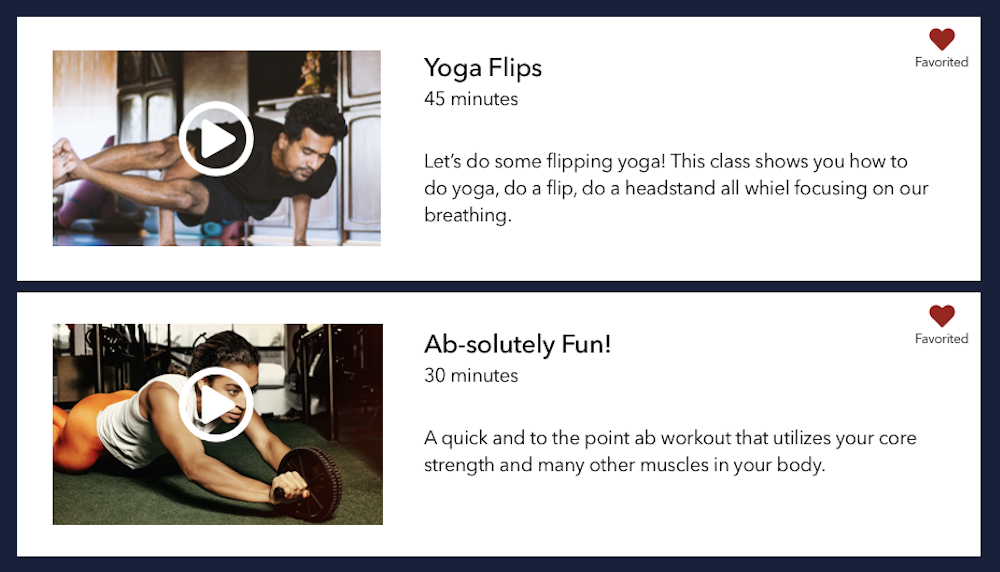 Favorited
Yoga Flips
45 minutes
Let's do some flipping yoga! This class shows you how to
do yoga, do a flip, do a headstand all whiel focusing on our
breathing.
Favorited
Ab-solutely Fun!
30 minutes
A quick and to the point ab workout that utilizes your core
strength and many other muscles in your body.